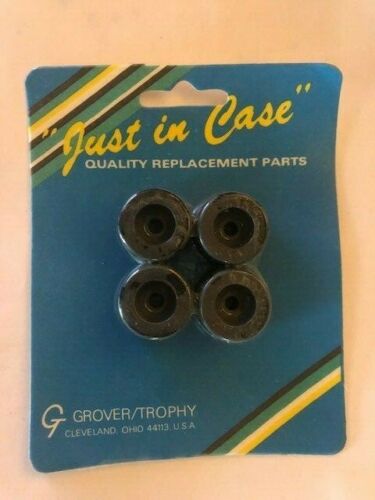 "Just in Case"
QUALITY REPLACEMENT PARTS
G GROVER/TROPHY
CLEVELAND, OHIO 44113, U.S.A